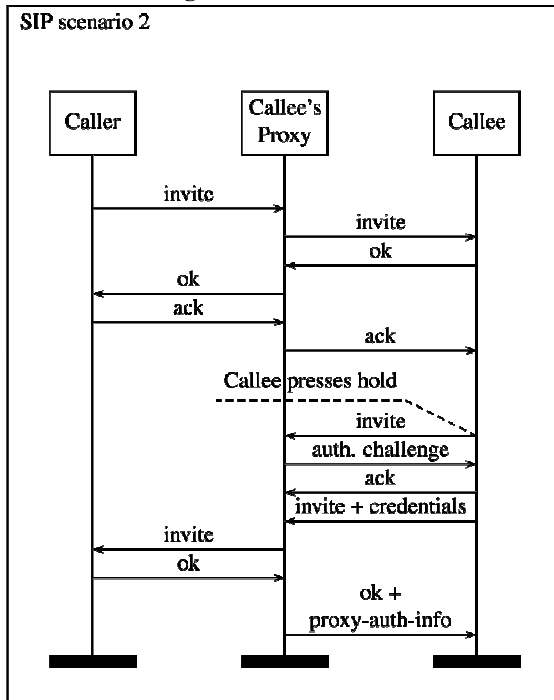 SIP scenario 2
Caller
Callee's
Proxy
Callee
invite
invite
ok
ok
ack
ack
Callee presses hold
invite
auth. challenge
ack
invite + credentials
invite
ok
ok +
proxy-auth-info